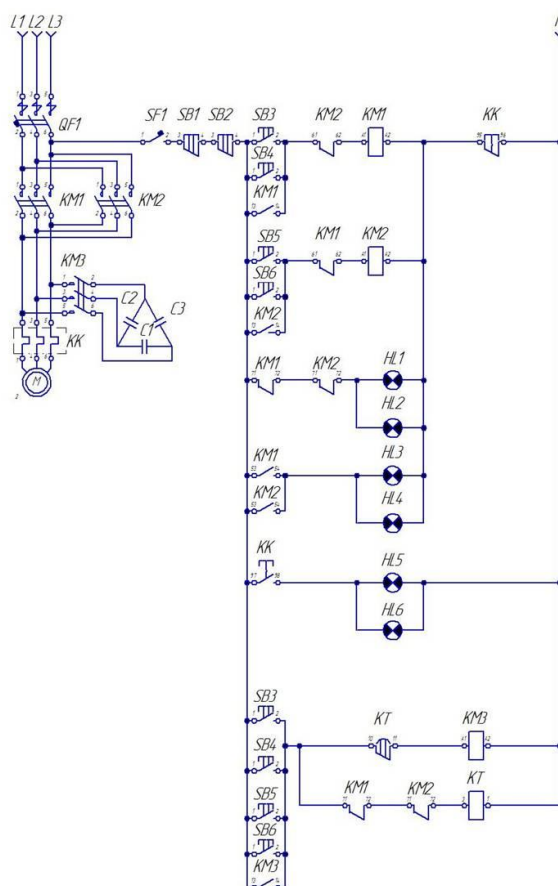 L1 L2 L3
QF1
SF1 SB1 SB2 SB3 KM2 KM1 KK
SB4
KM1
KM1 KM2
SB5 KM1 KM2
SB6
KM2
KM3
C2 C3
C1
KK
M
KM1 KM2 HL1
HL2
KM1 HL3
KM2 HL4
KK HL5
HL6
SB3
KT KM3
SB4
KM1 KM2 KT
SB5
SB6
KM3